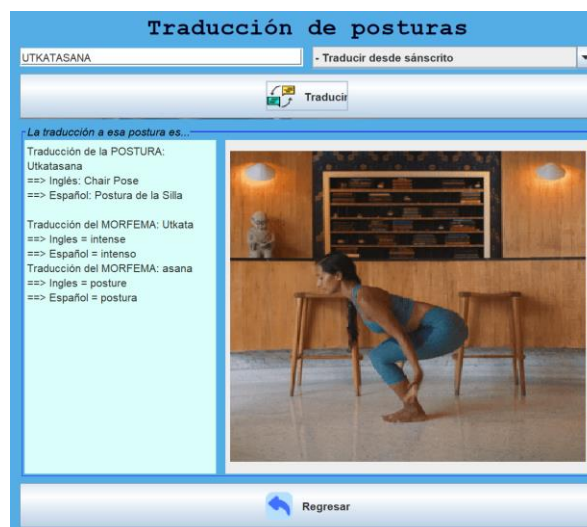 Traducción de posturas
UTKATASANA
- Traducir desde sánscrito
Traducir
La traducción a esa postura es...
Traducción de la POSTURA:
Utkatasana
==> Inglés: Chair Pose
==> Español: Postura de la Silla
Traducción del MORFEMA: Utkata
==> Ingles = intense
==> Español = intenso
Traducción del MORFEMA: asana
==> Ingles = posture
==> Español = postura
Regresar